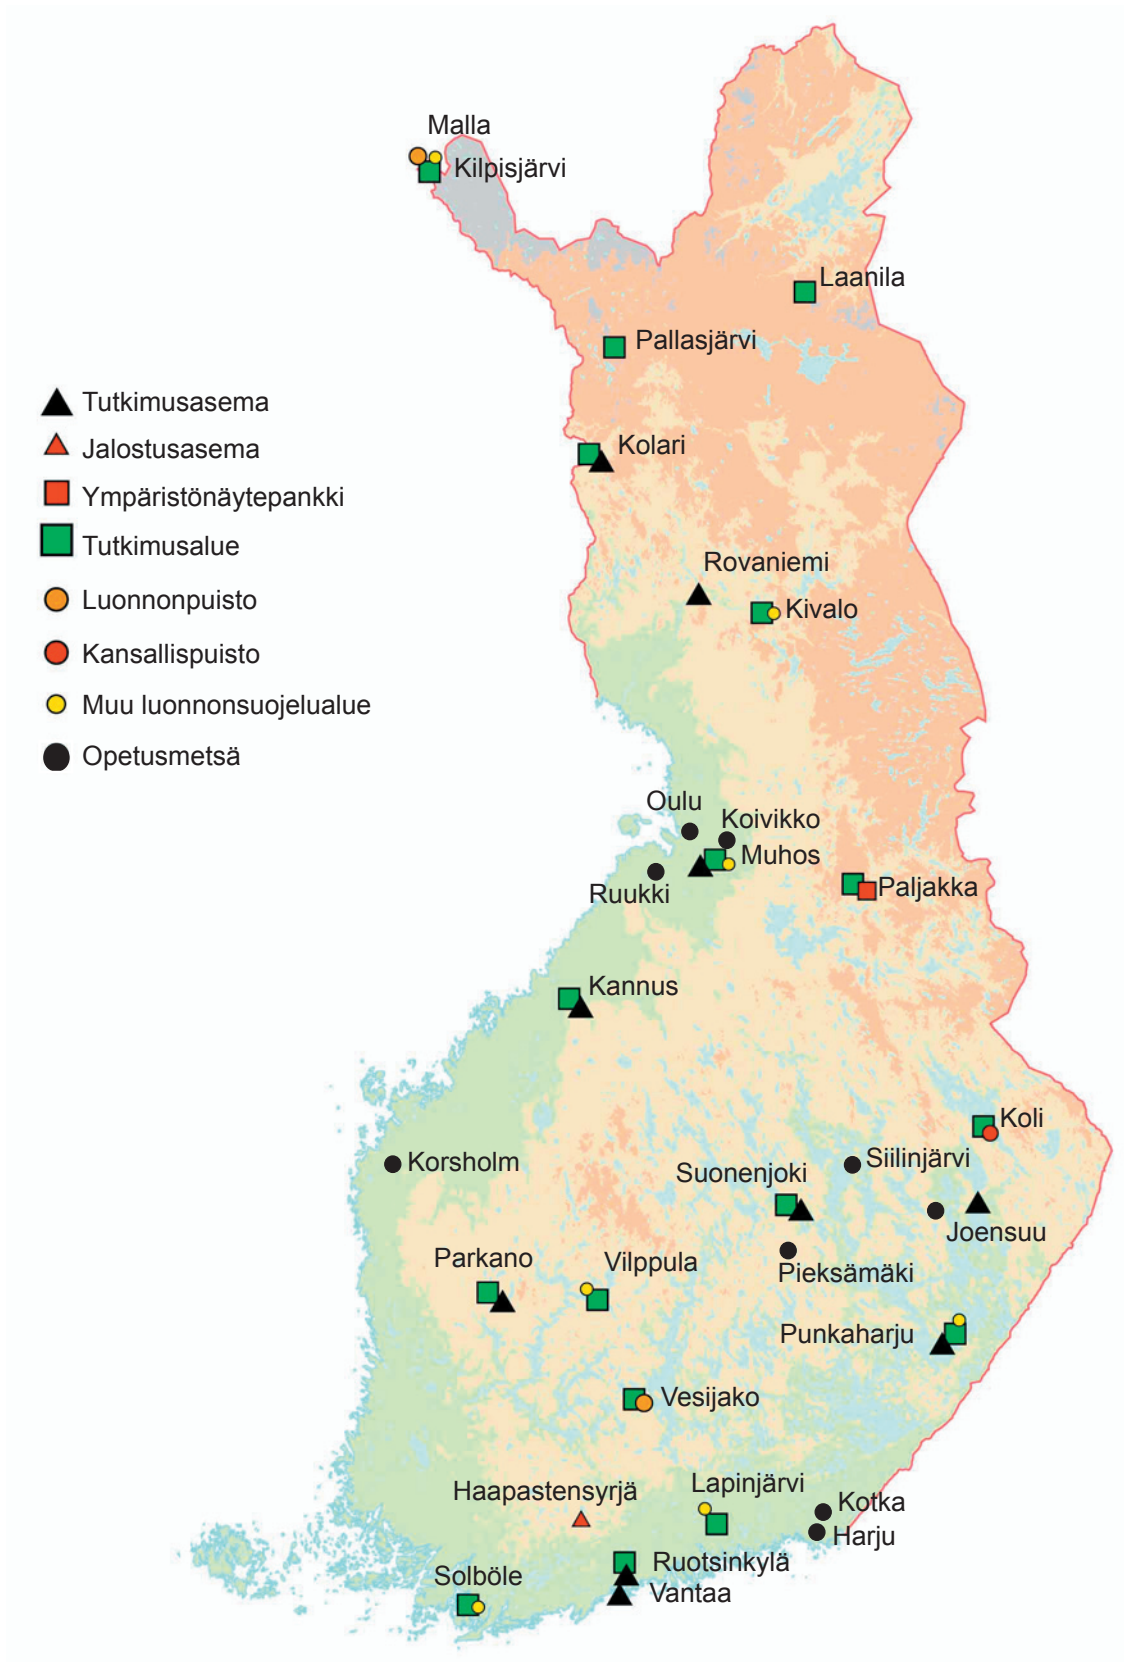 Malla
Kilpisjärvi
Laanila
Pallasjärvi
Tutkimusasema
Jalostusasema
Ympäristönäytepankki
Tutkimusalue
Luonnonpuisto
Kansallispuisto
Muu luonnonsuojelualue
Opetusmetsä
Kolari
Rovaniemi
Kivalo
Oulu
Koivikko
Muhos
Ruukki
Paljakka
Kannus
Koli
Korsholm
Siilinjärvi
Suonenjoki
Joensuu
Parkano
Vilppula
Pieksämäki
Punkaharju
Vesijako
Haapastensyrjä
Lapinjärvi
Kotka
Harju
Ruotsinkylä
Solböle
Vantaa